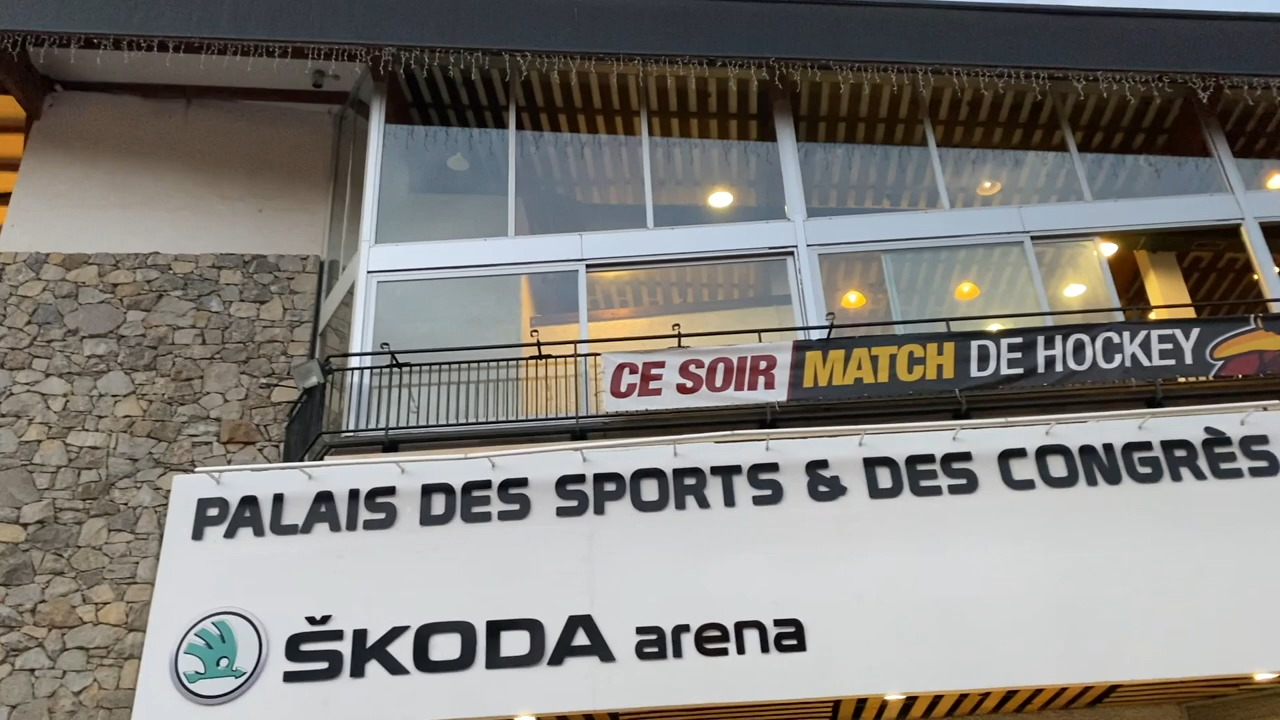 CE SOIR MATCH DE HOCKEY
PALAIS DES SPORTS & DES CONGRÈS
ŠKODA arena